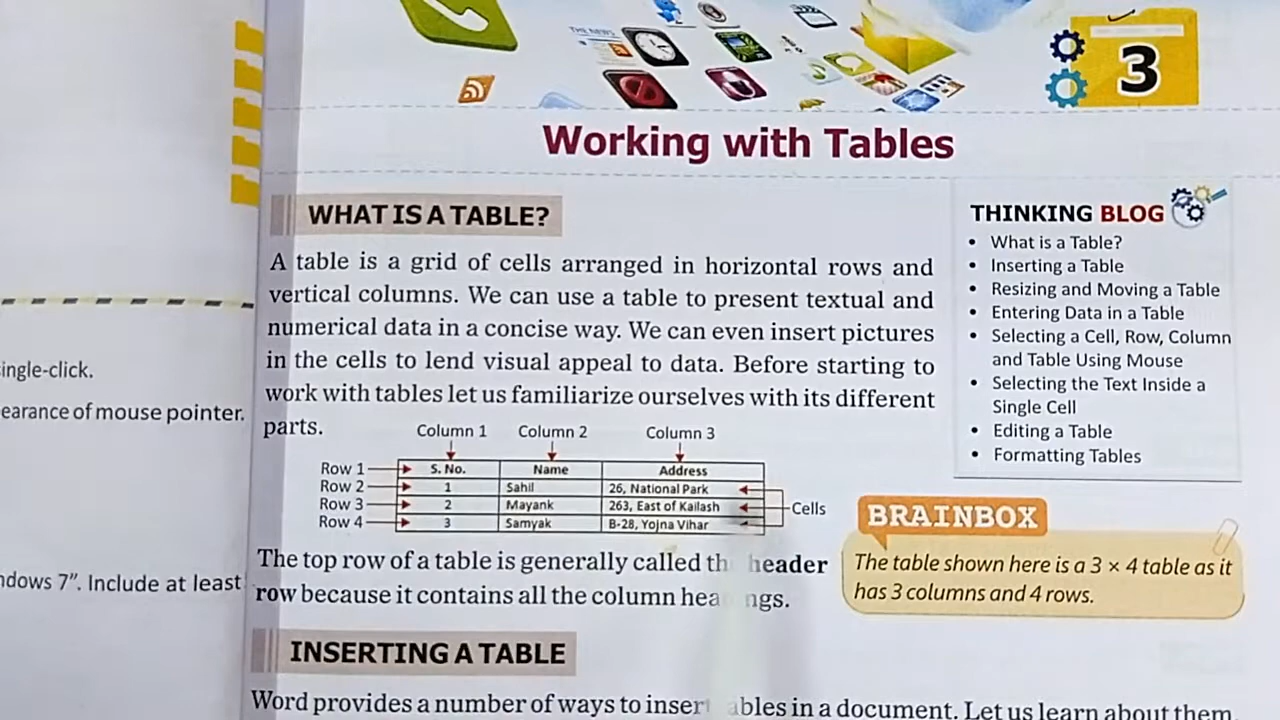 THE NEWS
3
Working with Tables
WHAT IS A TABLE?
A table is a grid of cells arranged in horizontal rows and
vertical columns. We can use a table to present textual and
numerical data in a concise way. We can even insert pictures
in the cells to lend visual appeal to data. Before starting to
work with tables let us familiarize ourselves with its different
parts.
Column 1 Column 2 Column 3
Row 1 S. No. Name Address
Row 2 1 Sahil 26, National Park
Row 3 2 Mayank 263, East of Kailash Cells
Row 4 3 Samyak B-28, Yojna Vihar
The top row of a table is generally called header
row because it contains all the column
INSERTING A TABLE
Word provides a number of ways to in a document. Let us learn about them.
THINKING BLOG
• What is a Table?
• Inserting a Table
• Resizing and Moving a Table
• Entering Data in a Table
• Selecting a Cell, Row, Column
and Table Using Mouse
• Selecting the Text Inside a
Single Cell
• Editing a Table
• Formatting Tables
BRAINBOX
The table shown here is a 3 × 4 table as it
has 3 columns and 4 rows.
ingle-click.
earance of mouse pointer.
ndows 7”. Include at least